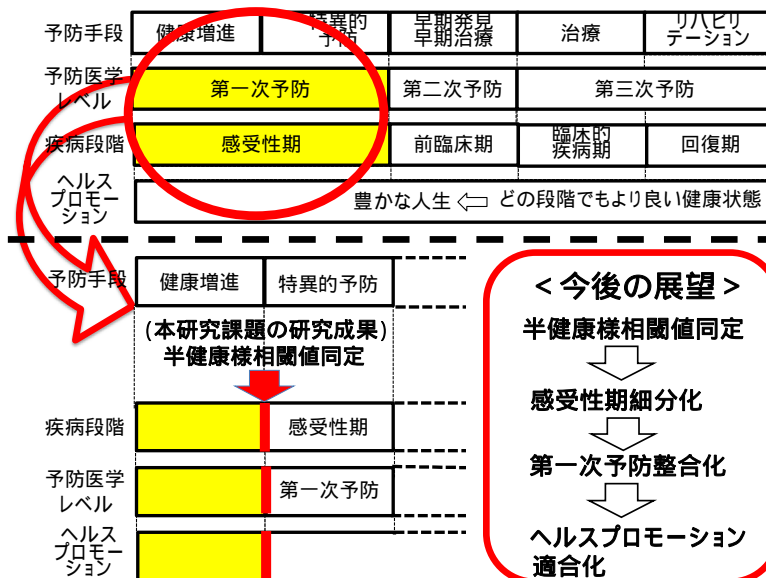 予防手段
健康増進
特異的
予防
早期発見
早期治療
治療
リハビリ
テーション
予防医学
レベル
第一次予防
第二次予防
第三次予防
疾病段階
感受性期
前臨床期
臨床的
疾病期
回復期
ヘルス
プロモー
ション
豊かな人生 ⇦ どの段階でもより良い健康状態
予防手段
健康増進
特異的予防
(本研究課題の研究成果)
半健康様相閾値同定
疾病段階
感受性期
予防医学
レベル
第一次予防
ヘルス
プロモー
ション
<今後の展望>
半健康様相閾値同定
感受性期細分化
第一次予防整合化
ヘルスプロモーション
適合化